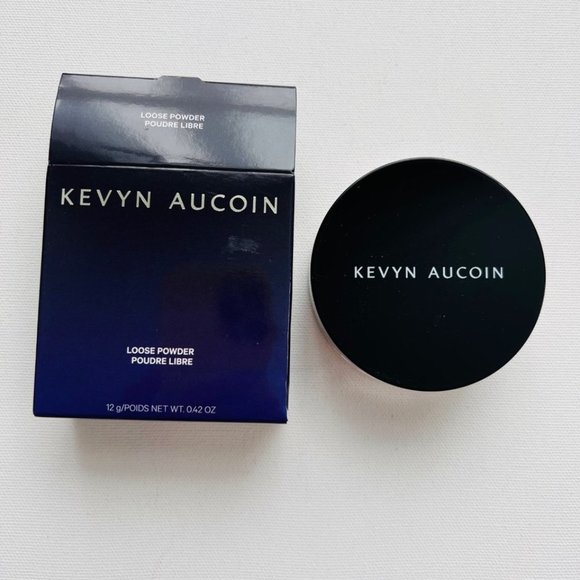 LOOSE POWDER
POUDRE LIBRE
KEVYN AUCOIN
LOOSE POWDER
POUDRE LIBRE
12 g/POIDS NET WT. 0.42 OZ
KEVYN AUCOIN